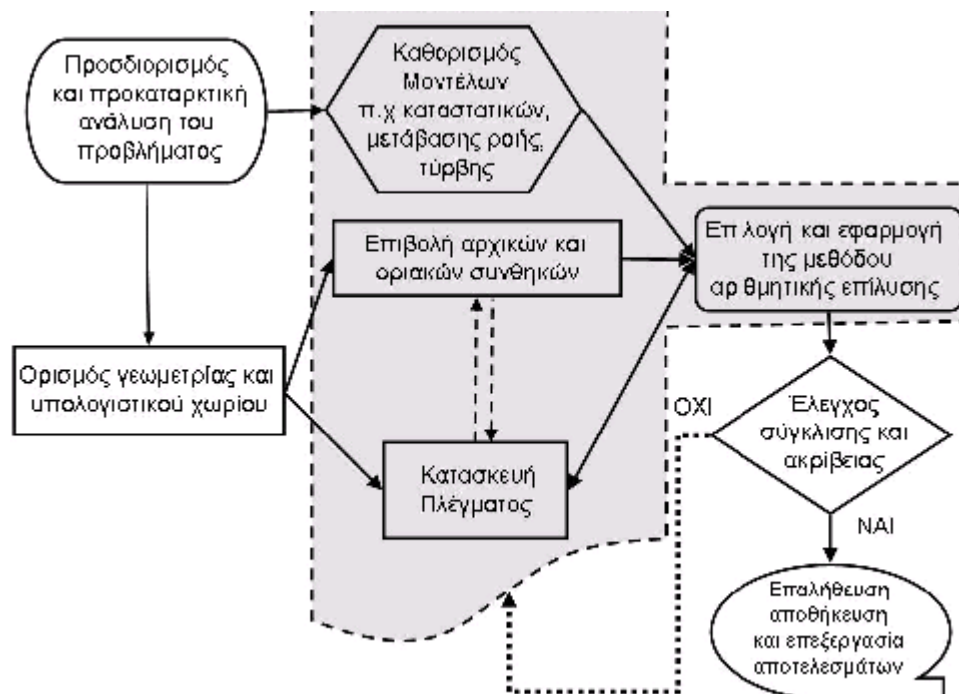 Προσδιορισμός
και προκαταρκτική
ανάλυση του
προβλήματος
Καθορισμός
Μοντέλων
π.χ καταστατικών,
μετάβασης ροής,
τύρβης
Επιβολή αρχικών και
οριακών συνθηκών
Επ λογή και εφαρμογή
της μεθόδου
αρ θμητικής επίλυσης
Ορισμός γεωμετρίας και
υπολογιστικού χωρίου
Κατασκευή
Πλέγματος
ΟΧΙ
Έλεγχος
σύγκλισης και
ακρίβειας
ΝΑΙ
Επαλήθευση
αποθήκευση
και επεξεργασία
αποτελεσμάτων